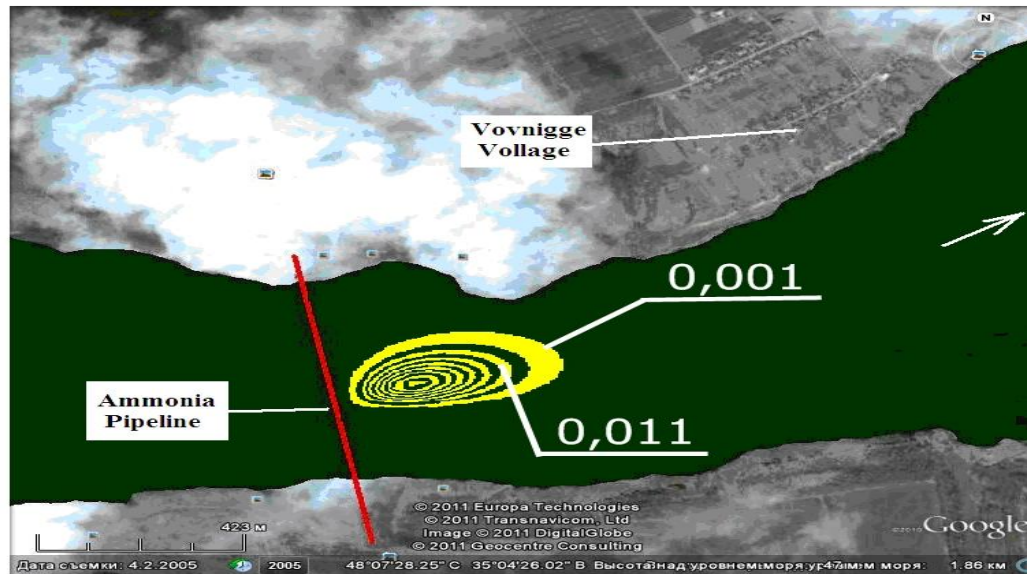 N
Vovnigge
Vollage
0,001
Ammonia
Pipeline
0,011
© 2011 Europa Technologies
© 2011 Transnavicom, Ltd
Image © 2011 DigitalGlobe
© 2011 Geocentre Consulting
423 м
©2010 Google
Дата съемки: 4.2.2005
2005
48°07'28.25" С
35°04'26.02" В
1.86 км